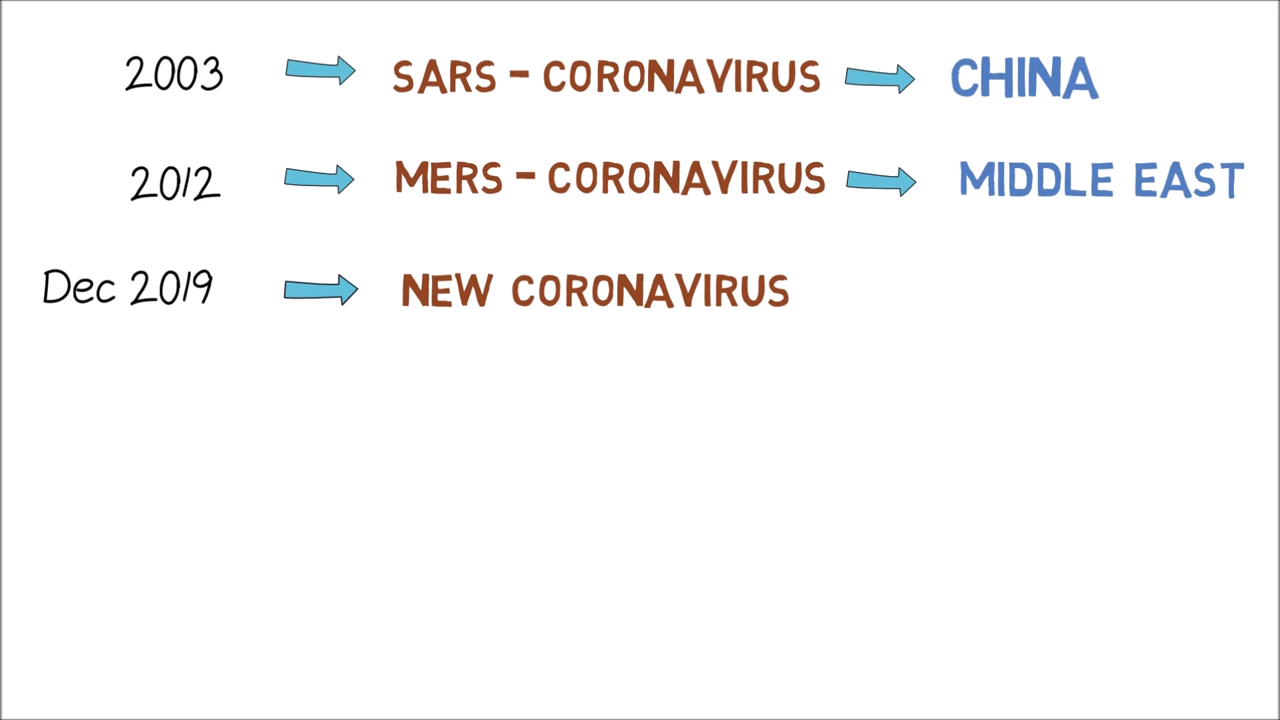 2003 SARS - CORONAVIRUS CHINA
2012 MERS - CORONAVIRUS MIDDLE EAST
Dec 2019 NEW CORONAVIRUS